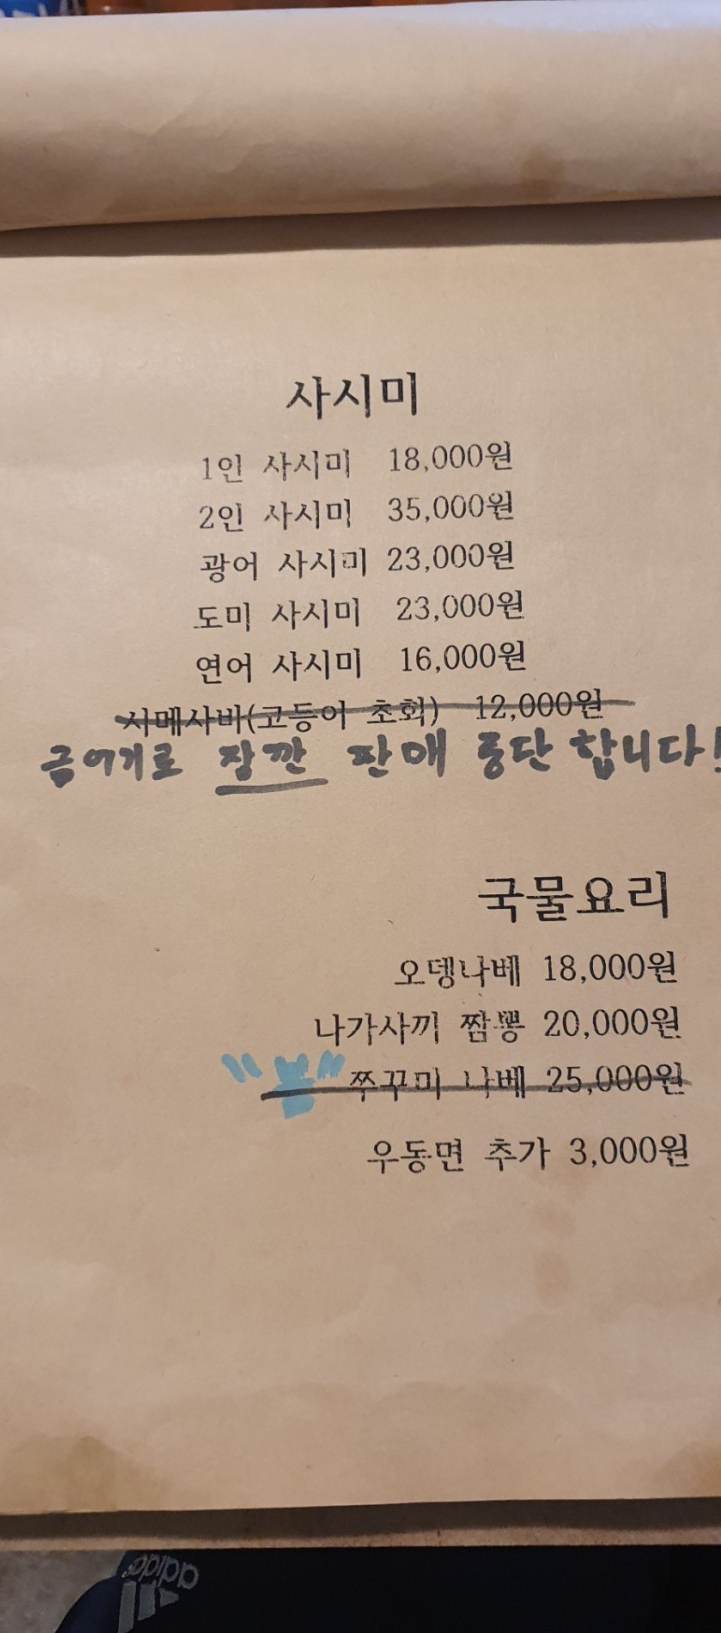 사시미
1인 사시미 18,000원
2인 사시미 35,000원
광어 사시미 23,000원
도미 사시미 23,000원
연어 사시미 16,000원
시메사바(고등어 초회) 12,000원
금어기로 잠깐 판매 중단 합니다!
국물요리
오뎅나베 18,000원
나가사끼 짬뽕 20,000원
"봄" 쭈꾸미 나베 25,000원
우동면 추가 3,000원
adidas